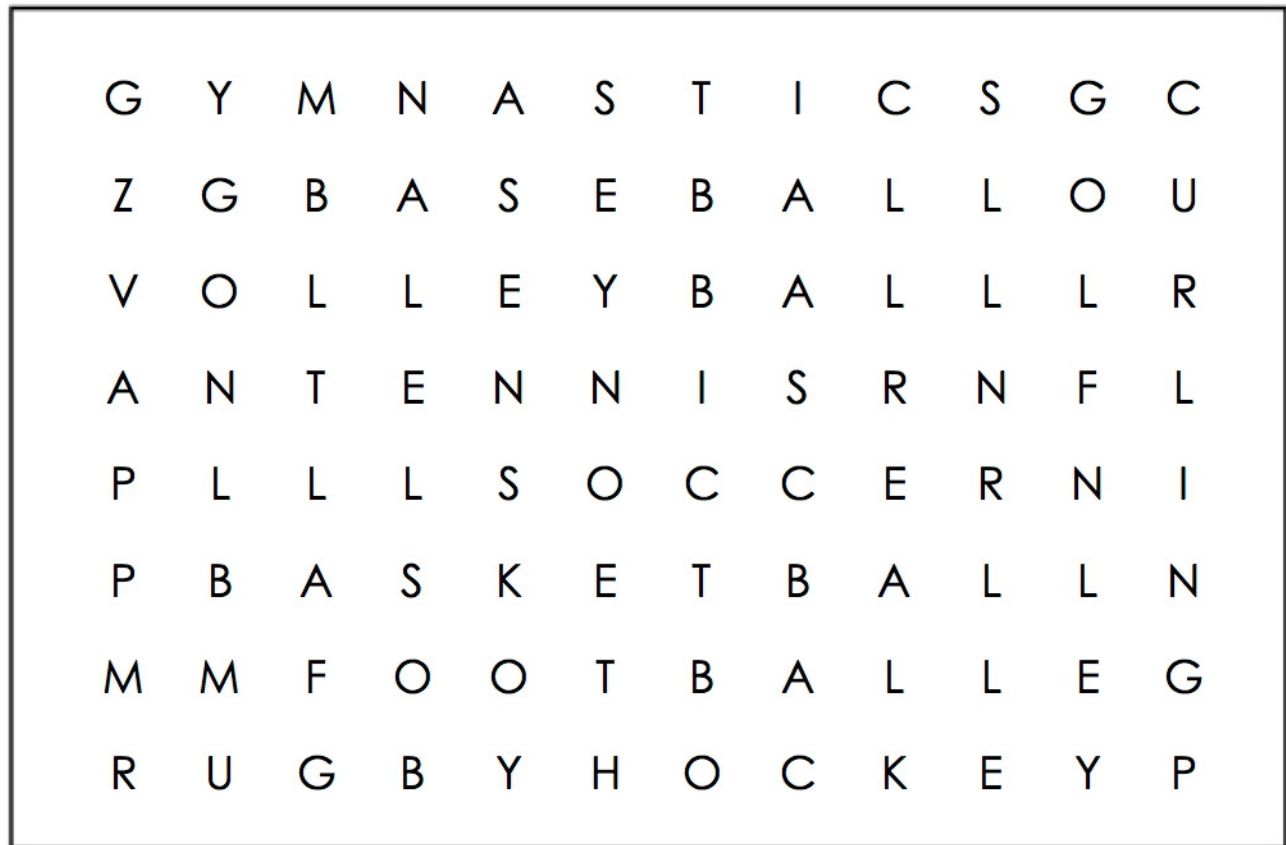 G Y M N A S T I C S G C
Z G B A S E B A L L O U
V O L L E Y B A L L L R
A N T E N N I S R N F L
P L L L S O C C E R N I
P B A S K E T B A L L N
M M F O O T B A L L E G
R U G B Y H O C K E Y P